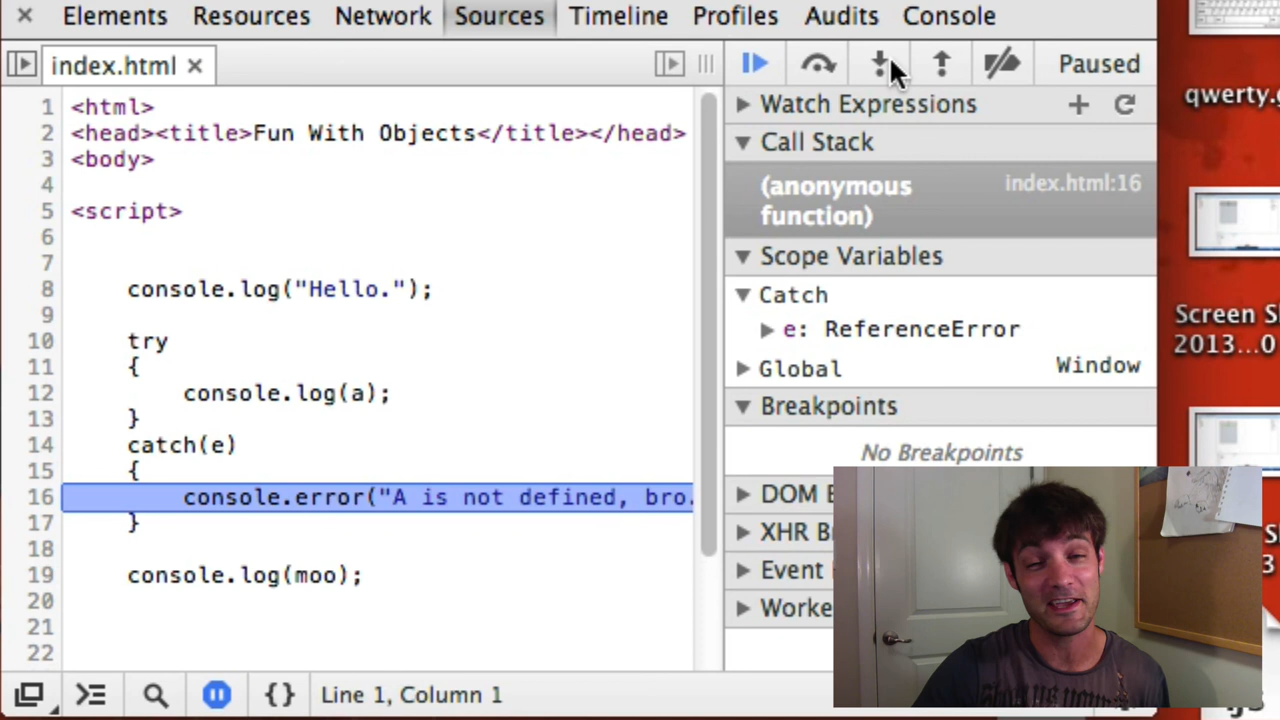 × Elements Resources Network Sources Timeline Profiles Audits Console
index.html × Paused
1 <html>
2 <head><title>Fun With Objects</title></head>
3 <body>
4
5 <script>
6
7
8 console.log("Hello.");
9
10 try
11 {
12 console.log(a);
13 }
14 catch(e)
15 {
16 console.error("A is not defined, bro.
17 }
18
19 console.log(moo);
20
21
22
{} Line 1, Column 1
Watch Expressions +
Call Stack
(anonymous index.html:16
function)
Scope Variables
Catch
e: ReferenceError
Global Window
Breakpoints
No Breakpoints
DOM B
XHR Br
Event
Worke
qwerty.g
Screen S
2013...0